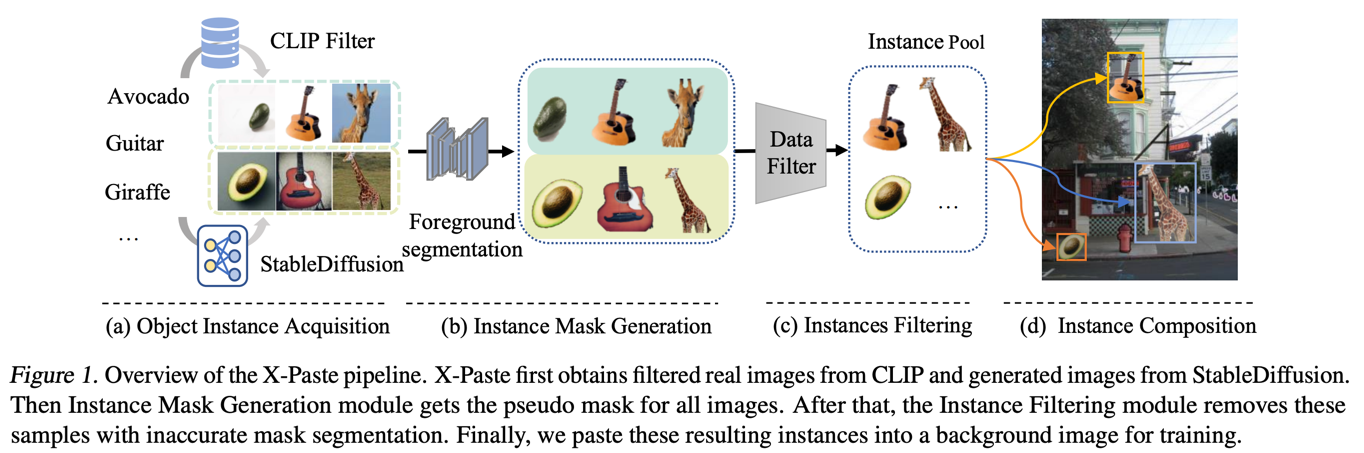 CLIP Filter
Avocado
Guitar
Giraffe
...
StableDiffusion
Foreground
segmentation
Data
Filter
Instance Pool
...
(a) Object Instance Acquisition
(b) Instance Mask Generation
(c) Instances Filtering
(d) Instance Composition
Figure 1. Overview of the X-Paste pipeline. X-Paste first obtains filtered real images from CLIP and generated images from StableDiffusion.
Then Instance Mask Generation module gets the pseudo mask for all images. After that, the Instance Filtering module removes these
samples with inaccurate mask segmentation. Finally, we paste these resulting instances into a background image for training.